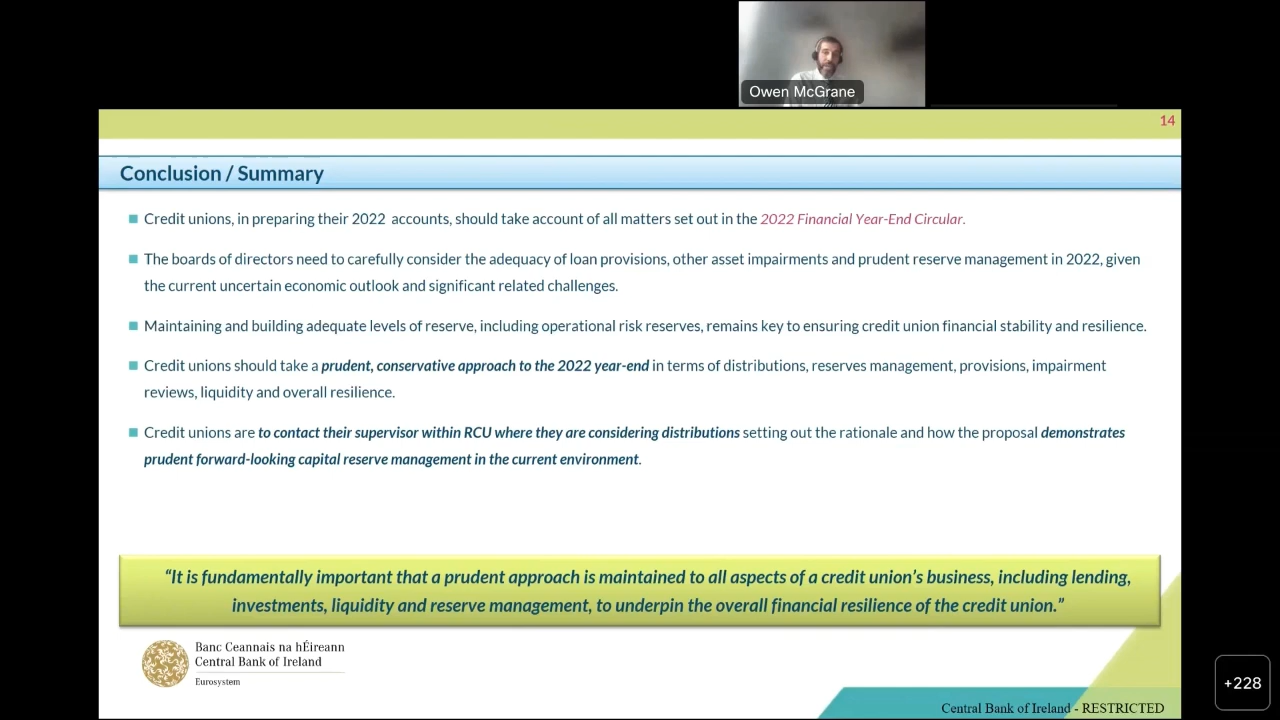 Owen McGrane
14
Conclusion / Summary
Credit unions, in preparing their 2022 accounts, should take account of all matters set out in the 2022 Financial Year-End Circular.
The boards of directors need to carefully consider the adequacy of loan provisions, other asset impairments and prudent reserve management in 2022, given
the current uncertain economic outlook and significant related challenges.
Maintaining and building adequate levels of reserve, including operational risk reserves, remains key to ensuring credit union financial stability and resilience.
Credit unions should take a prudent, conservative approach to the 2022 year-end in terms of distributions, reserves management, provisions, impairment
reviews, liquidity and overall resilience.
Credit unions are to contact their supervisor within RCU where they are considering distributions setting out the rationale and how the proposal demonstrates
prudent forward-looking capital reserve management in the current environment.
“It is fundamentally important that a prudent approach is maintained to all aspects of a credit union’s business, including lending,
investments, liquidity and reserve management, to underpin the overall financial resilience of the credit union.”
Banc Ceannais na hÉireann
Central Bank of Ireland
Eurosystem
+228
Central Bank of Ireland - RESTRICTED